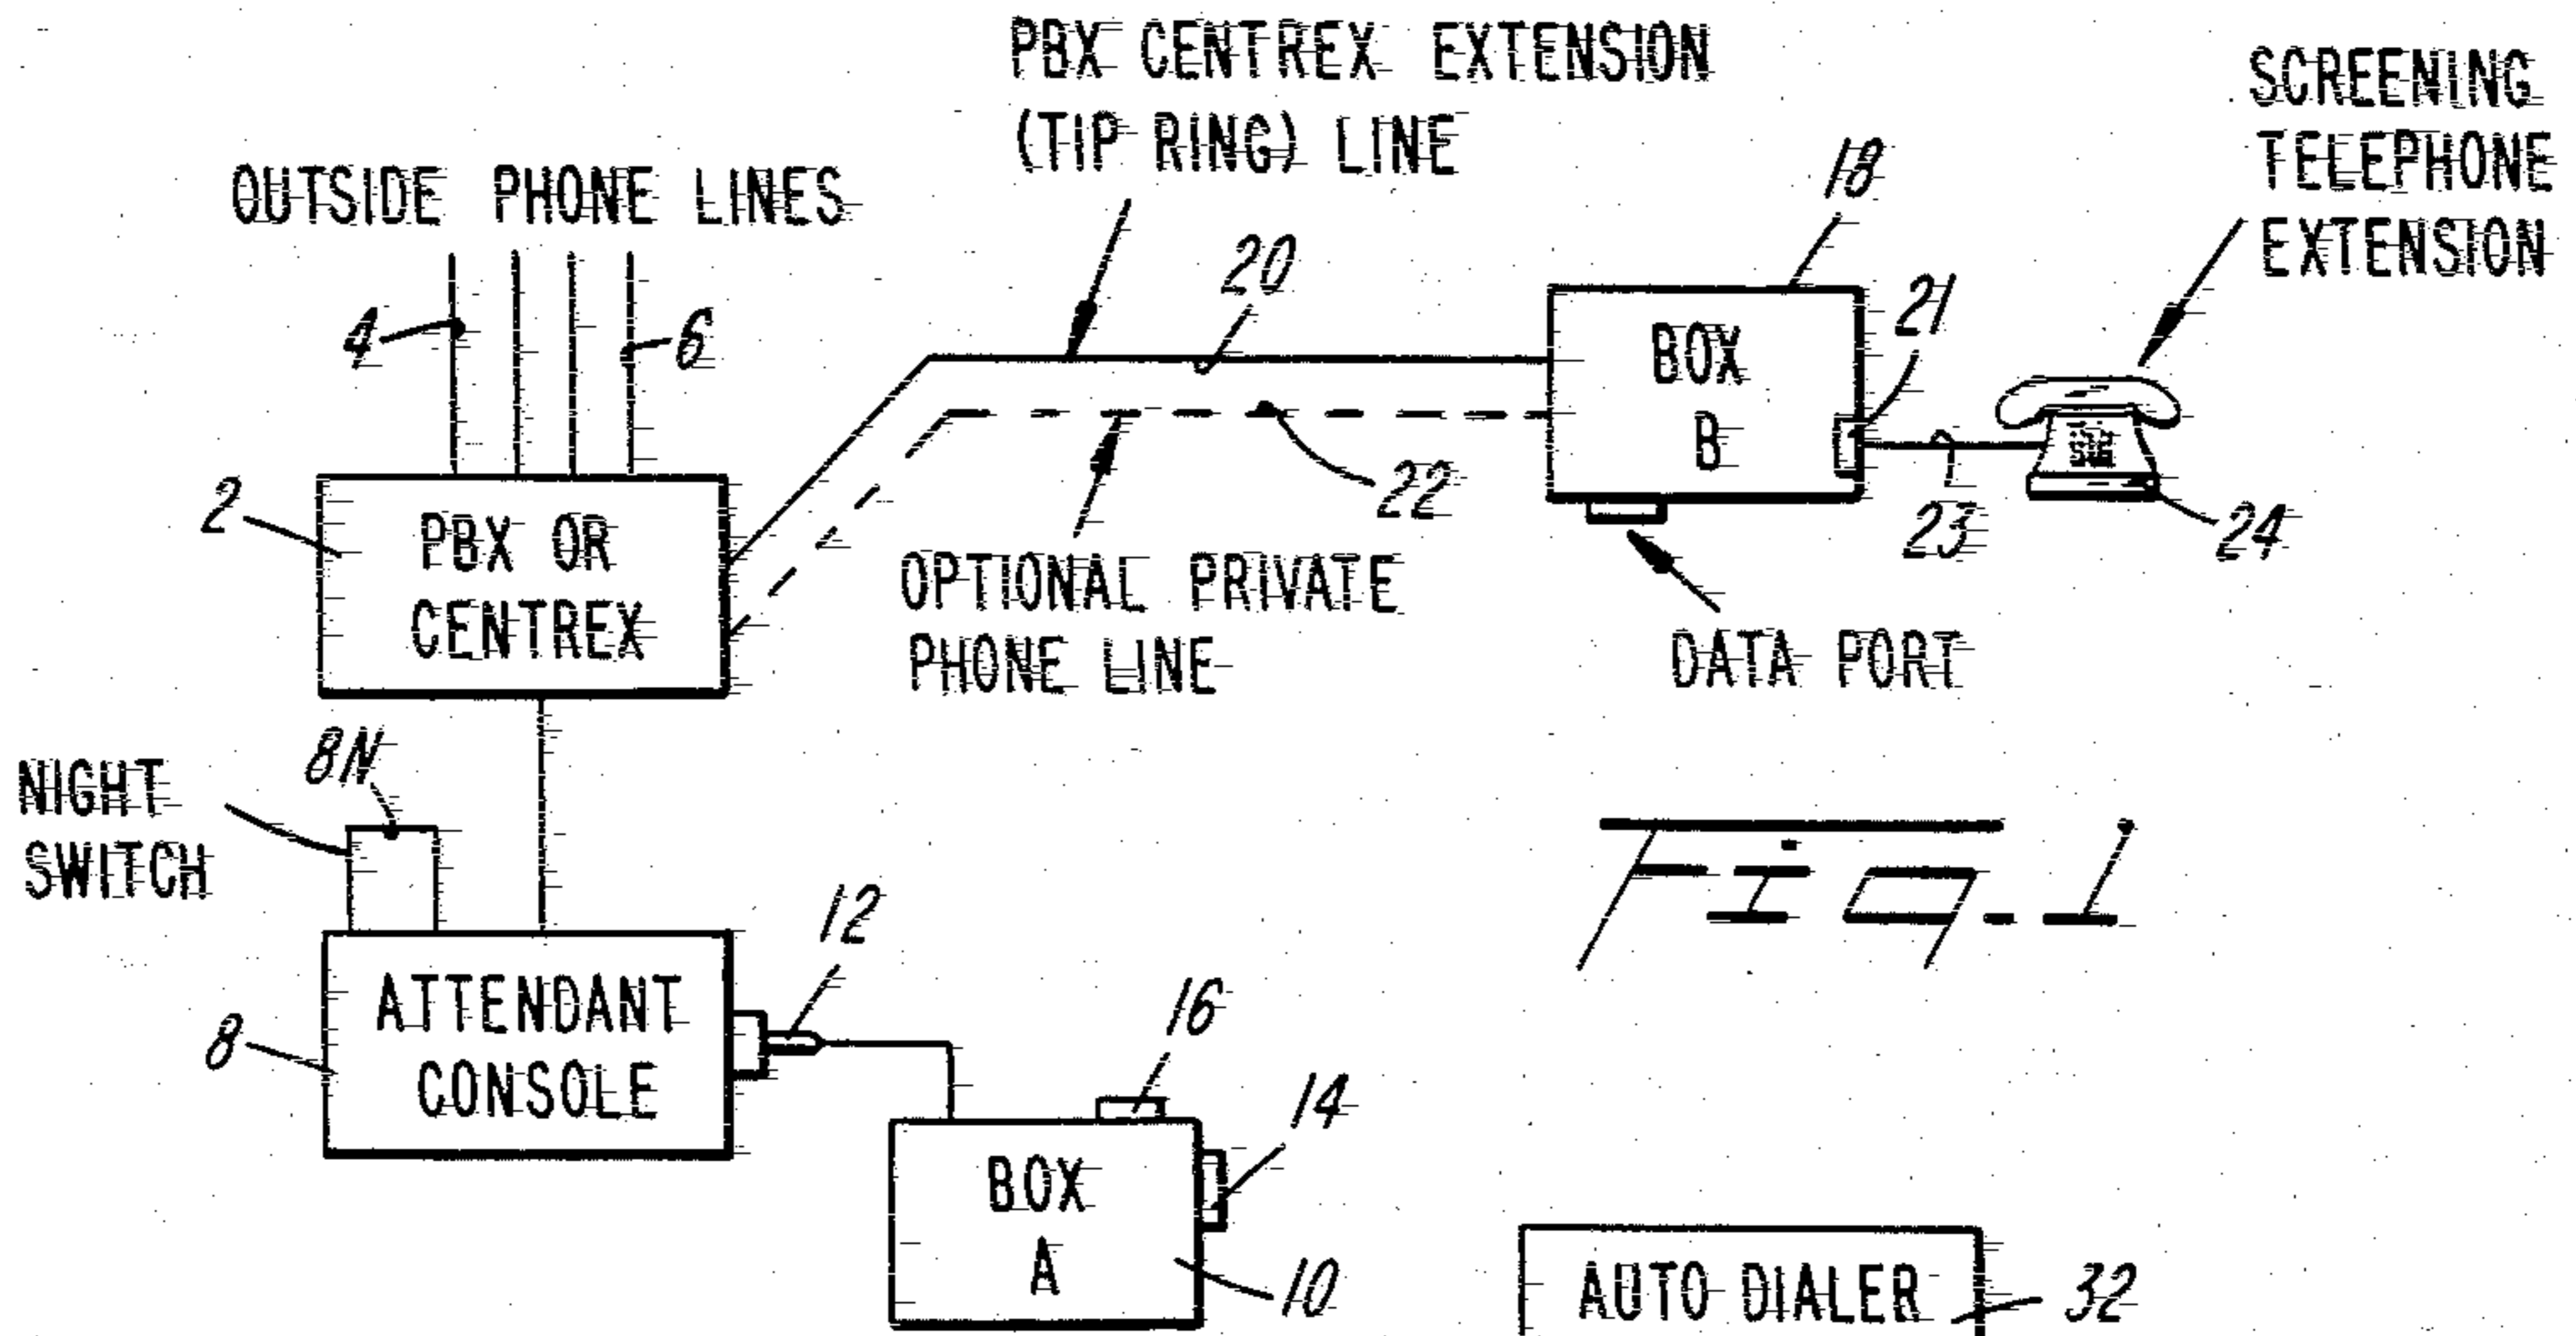 PBX CENTREX EXTENSION
(TIP RING) LINE
SCREENING
TELEPHONE
EXTENSION
OUTSIDE PHONE LINES
18
20
21
4
6
BOX
B
22
23
24
2
PBX OR
CENTREX
OPTIONAL PRIVATE
PHONE LINE
DATA PORT
NIGHT
SWITCH
8N
Fig. 1
12
ATTENDANT
CONSOLE
8
16
14
BOX
A
10
AUTO DIALER
32